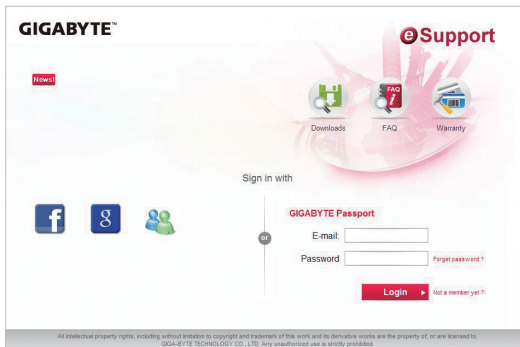 GIGABYTE™
eSupport
News!
FAQ
Downloads
FAQ
Warranty
Sign in with
f
g
or
GIGABYTE Passport
E-mail:
Password
Forget password ?
Login
Not a member yet ?
All intellectual property rights, including without limitation to copyright and trademark of this work and its derivative works are the property of, or are licensed to,
GIGA-BYTE TECHNOLOGY CO., LTD. Any unauthorized use is strictly prohibited.